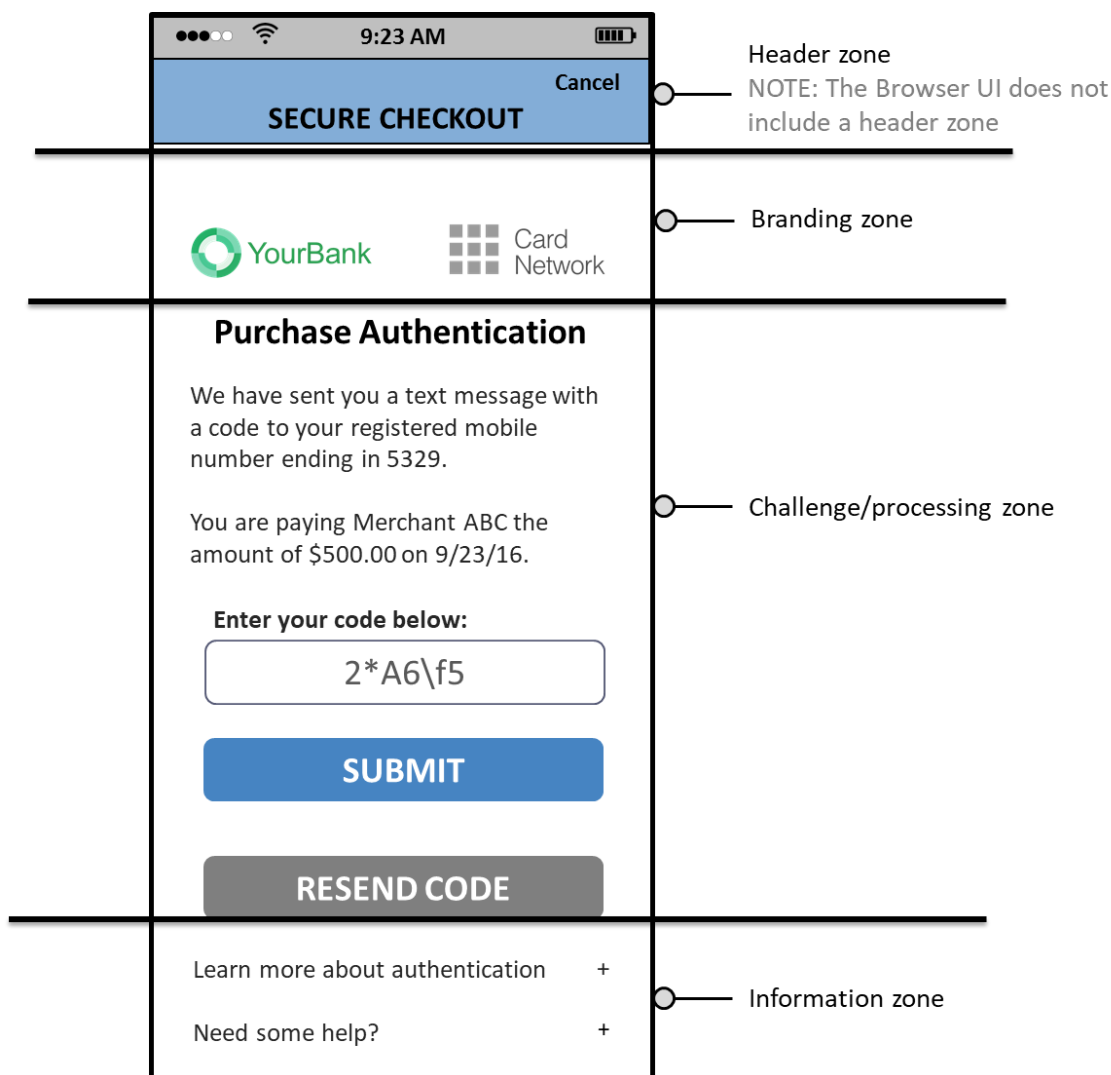 9:23 AM
Cancel
SECURE CHECKOUT
Header zone
NOTE: The Browser UI does not
include a header zone
YourBank
Card
Network
Branding zone
Purchase Authentication
We have sent you a text message with
a code to your registered mobile
number ending in 5329.
You are paying Merchant ABC the
amount of $500.00 on 9/23/16.
Challenge/processing zone
Enter your code below:
2*A6\f5
SUBMIT
RESEND CODE
Learn more about authentication +
Need some help? +
Information zone